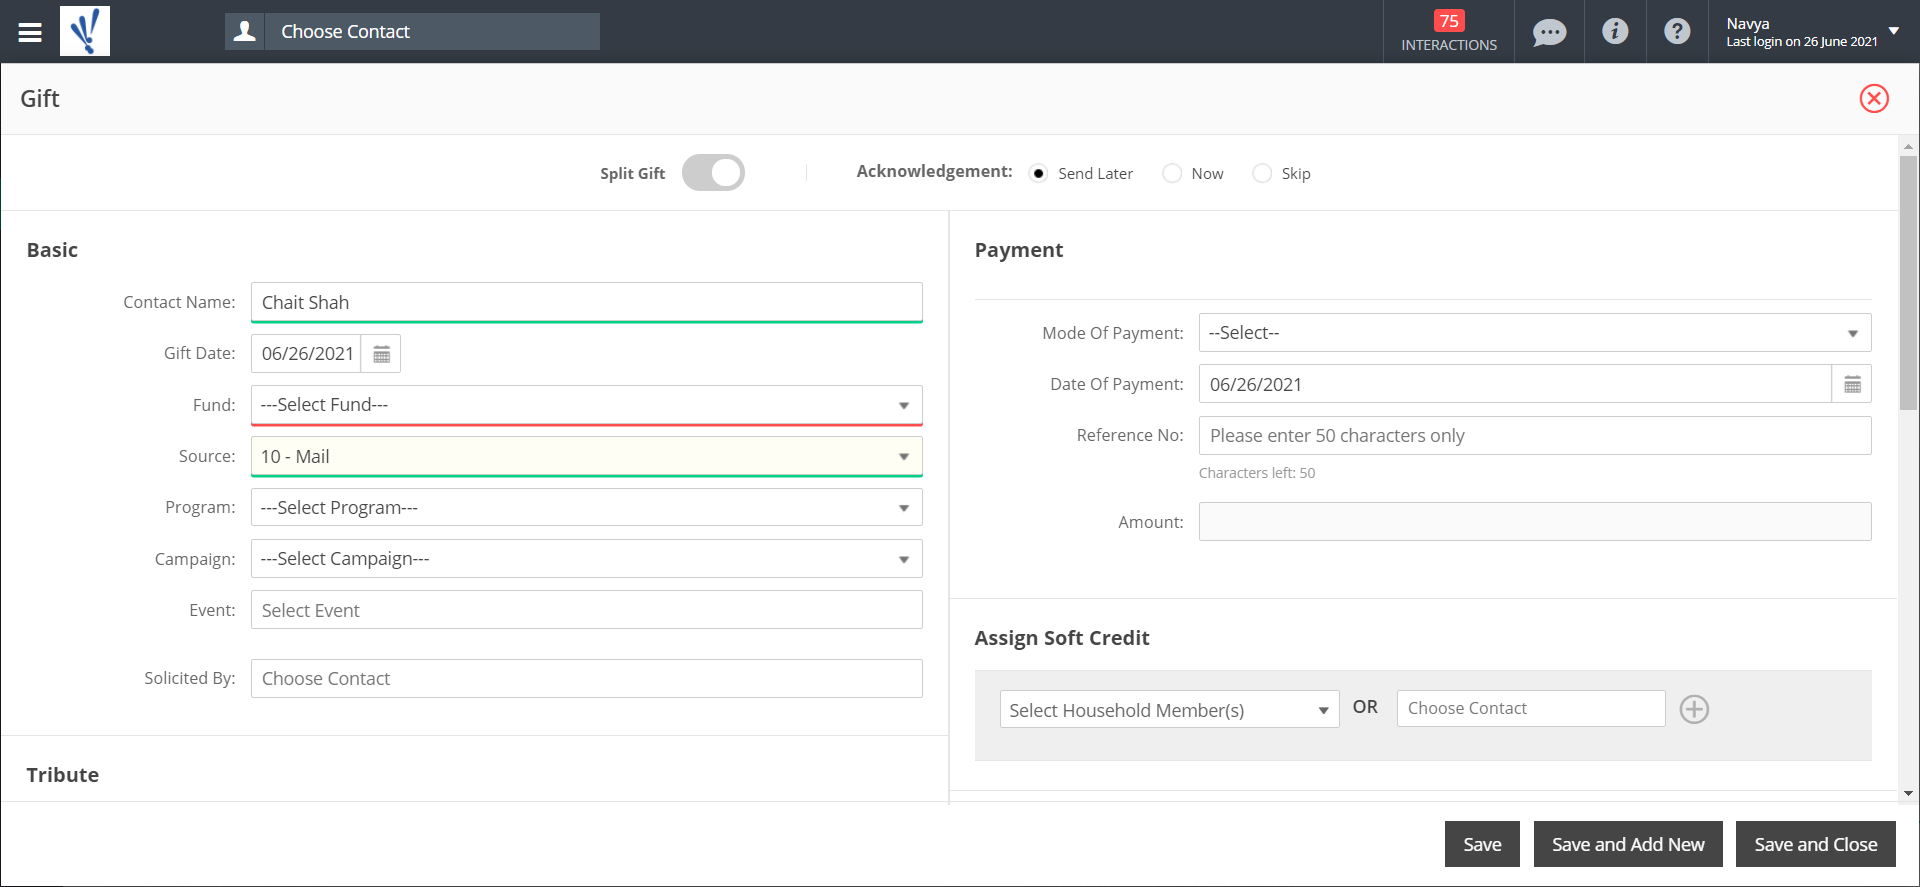 Choose Contact
75
INTERACTIONS
Navya
Last login on 26 June 2021
Gift
Split Gift
Acknowledgement: Send Later Now Skip
Basic
Contact Name: Chait Shah
Gift Date: 06/26/2021
Fund: ---Select Fund---
Source: 10 - Mail
Program: ---Select Program---
Campaign: ---Select Campaign---
Event: Select Event
Solicited By: Choose Contact
Tribute
Payment
Mode Of Payment: --Select--
Date Of Payment: 06/26/2021
Reference No: Please enter 50 characters only
Characters left: 50
Amount:
Assign Soft Credit
Select Household Member(s) OR Choose Contact
Save Save and Add New Save and Close